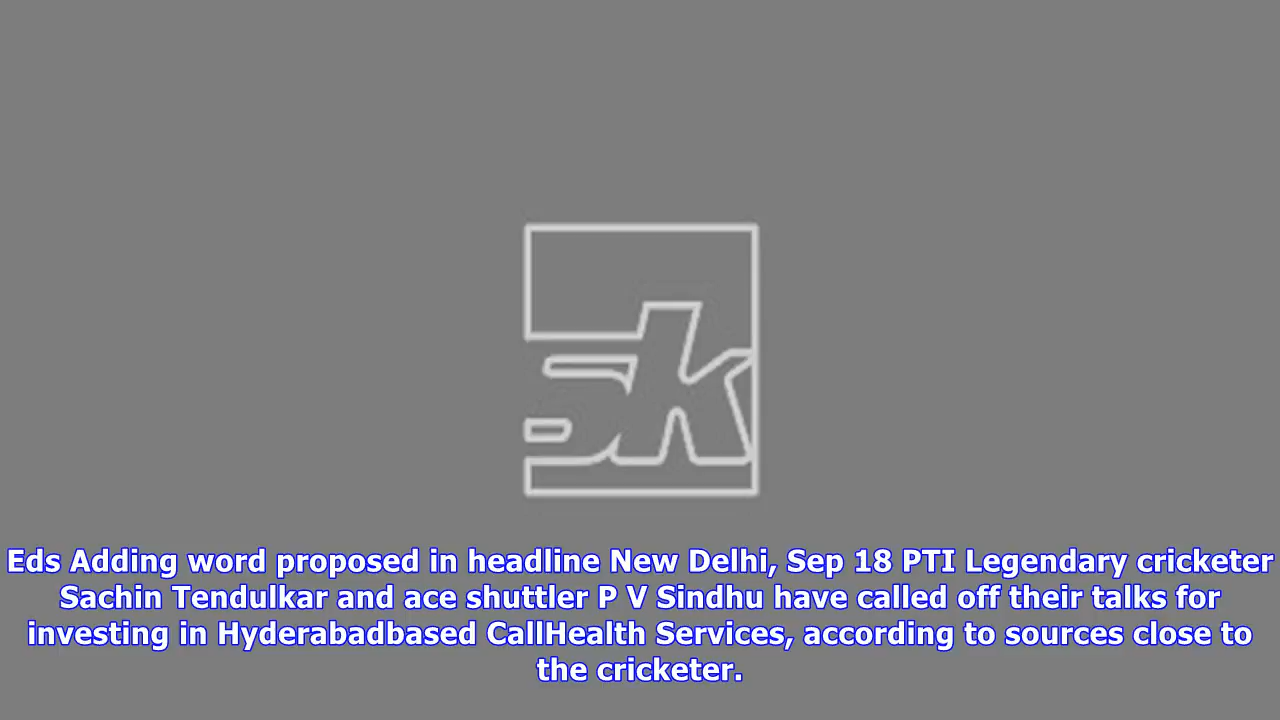 sk
Eds Adding word proposed in headline New Delhi, Sep 18 PTI Legendary cricketer
Sachin Tendulkar and ace shuttler P V Sindhu have called off their talks for
investing in Hyderabadbased CallHealth Services, according to sources close to
the cricketer.